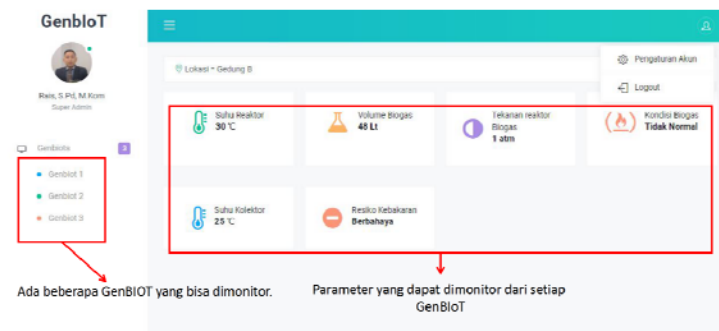 GenbIoT
Rais, S.Pd, M.Kom
Super Admin
Genbiots 3
Genbiot 1
Genbiot 2
Genbiot 3
Lokasi - Gedung B
Pengaturan Akun
Logout
Suhu Reaktor
30 °C
Volume Biogas
48 Lt
Tekanan reaktor
Biogas
1 atm
Kondisi Biogas
Tidak Normal
Suhu Kolektor
25 °C
Resiko Kebakaran
Berbahaya
Ada beberapa GenBIOT yang bisa dimonitor.
Parameter yang dapat dimonitor dari setiap
GenBIoT